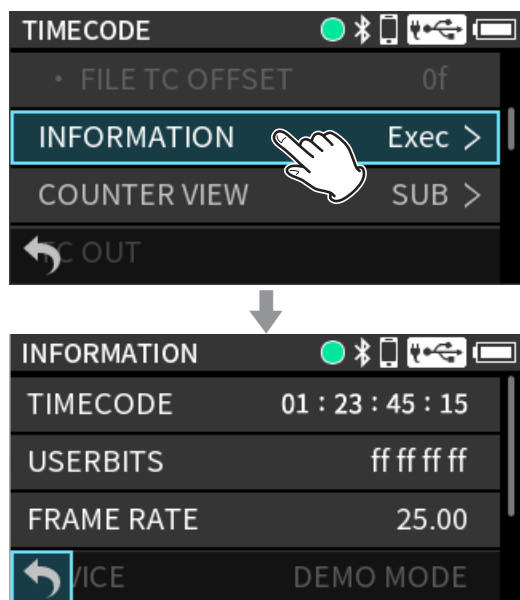 TIMECODE
・ FILE TC OFFSET 0f
INFORMATION Exec >
COUNTER VIEW SUB >
OUT
INFORMATION
TIMECODE 01 : 23 : 45 : 15
USERBITS ff ff ff ff
FRAME RATE 25.00
DEMO MODE